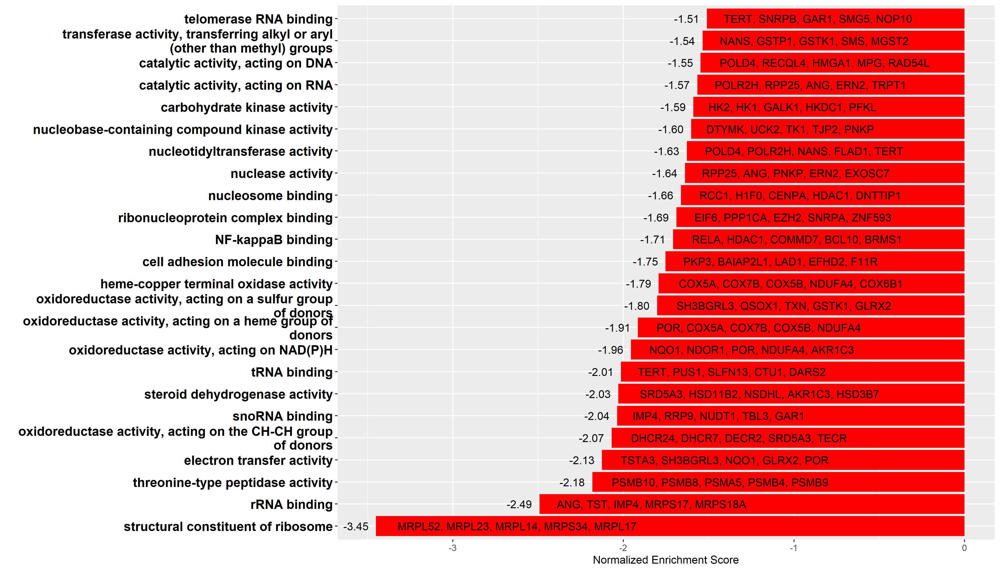 telomerase RNA binding -1.51 TERT, SNRPB, GAR1, SMG5, NOP10
transferase activity, transferring alkyl or aryl
(other than methyl) groups -1.54 NANS, GSTP1, GSTK1, SMS, MGST2
catalytic activity, acting on DNA -1.55 POLD4, RECQL4, HMGA1, MPG, RAD54L
catalytic activity, acting on RNA -1.57 POLR2H, RPP25, ANG, ERN2, TRPT1
carbohydrate kinase activity -1.59 HK2, HK1, GALK1, HKDC1, PFKL
nucleobase-containing compound kinase activity -1.60 DTYMK, UCK2, TK1, TJP2, PNKP
nucleotidyltransferase activity -1.63 POLD4, POLR2H, NANS, FLAD1, TERT
nuclease activity -1.64 RPP25, ANG, PNKP, ERN2, EXOSC7
nucleosome binding -1.66 RCC1, H1F0, CENPA, HDAC1, DNTTIP1
ribonucleoprotein complex binding -1.69 EIF6, PPP1CA, EZH2, SNRPA, ZNF593
NF-kappaB binding -1.71 RELA, HDAC1, COMMD7, BCL10, BRMS1
cell adhesion molecule binding -1.75 PKP3, BAIAP2L1, LAD1, EFHD2, F11R
heme-copper terminal oxidase activity -1.79 COX5A, COX7B, COX5B, NDUFA4, COX6B1
oxidoreductase activity, acting on a sulfur group
of donors -1.80 SH3BGRL3, QSOX1, TXN, GSTK1, GLRX2
oxidoreductase activity, acting on a heme group of
donors -1.91 POR, COX5A, COX7B, COX5B, NDUFA4
oxidoreductase activity, acting on NAD(P)H -1.96 NQO1, NDOR1, POR, NDUFA4, AKR1C3
tRNA binding -2.01 TERT, PUS1, SLFN13, CTU1, DARS2
steroid dehydrogenase activity -2.03 SRD5A3, HSD11B2, NSDHL, AKR1C3, HSD3B7
snoRNA binding -2.04 IMP4, RRP9, NUDT1, TBL3, GAR1
oxidoreductase activity, acting on the CH-CH group
of donors -2.07 DHCR24, DHCR7, DECR2, SRD5A3, TECR
electron transfer activity -2.13 TSTA3, SH3BGRL3, NQO1, GLRX2, POR
threonine-type peptidase activity -2.18 PSMB10, PSMB8, PSMA5, PSMB4, PSMB9
rRNA binding -2.49 ANG, TST, IMP4, MRPS17, MRPS18A
structural constituent of ribosome -3.45 MRPL52, MRPL23, MRPL14, MRPS34, MRPL17
-3 -2 -1 0
Normalized Enrichment Score